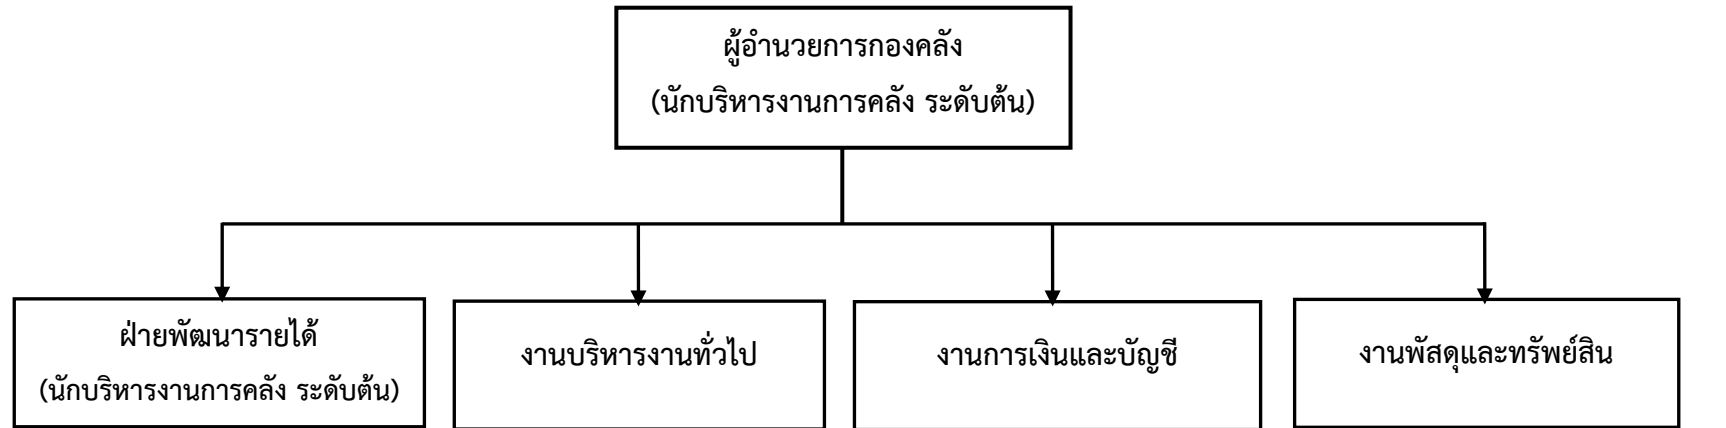 ผู้อำนวยการกองคลัง
(นักบริหารงานการคลัง ระดับต้น)
ฝ่ายพัฒนารายได้
(นักบริหารงานการคลัง ระดับต้น)
งานบริหารงานทั่วไป
งานการเงินและบัญชี
งานพัสดุและทรัพย์สิน